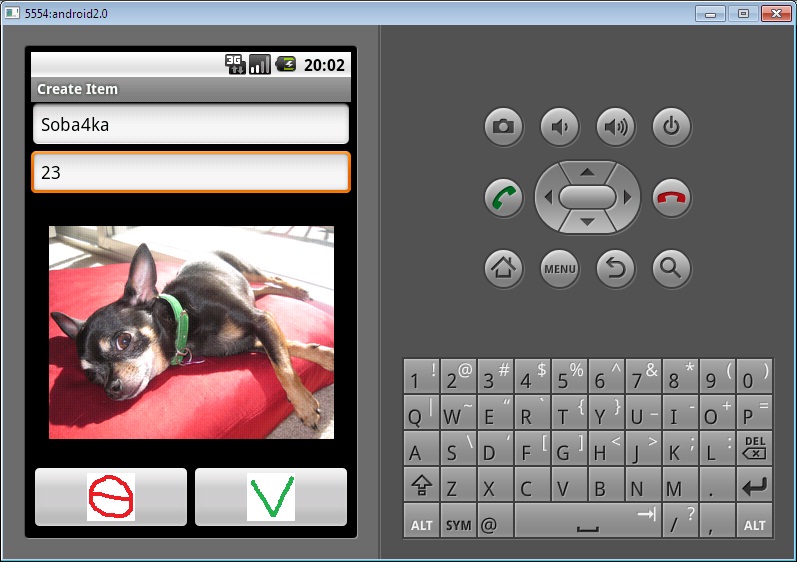 5554:android2.0
3G 20:02
Create Item
Soba4ka
23
MENU
1 ! 2 @ 3 # 4 $ 5 % 6 ^ 7 & 8 * 9 ( 0 )
Q | W ~ E “ R ` T { Y } U _ I - O + P =
A S \ D ‘ F [ G ] H < J > K ; L : DEL
Z X C V B N M .
ALT SYM @ / ? , ALT